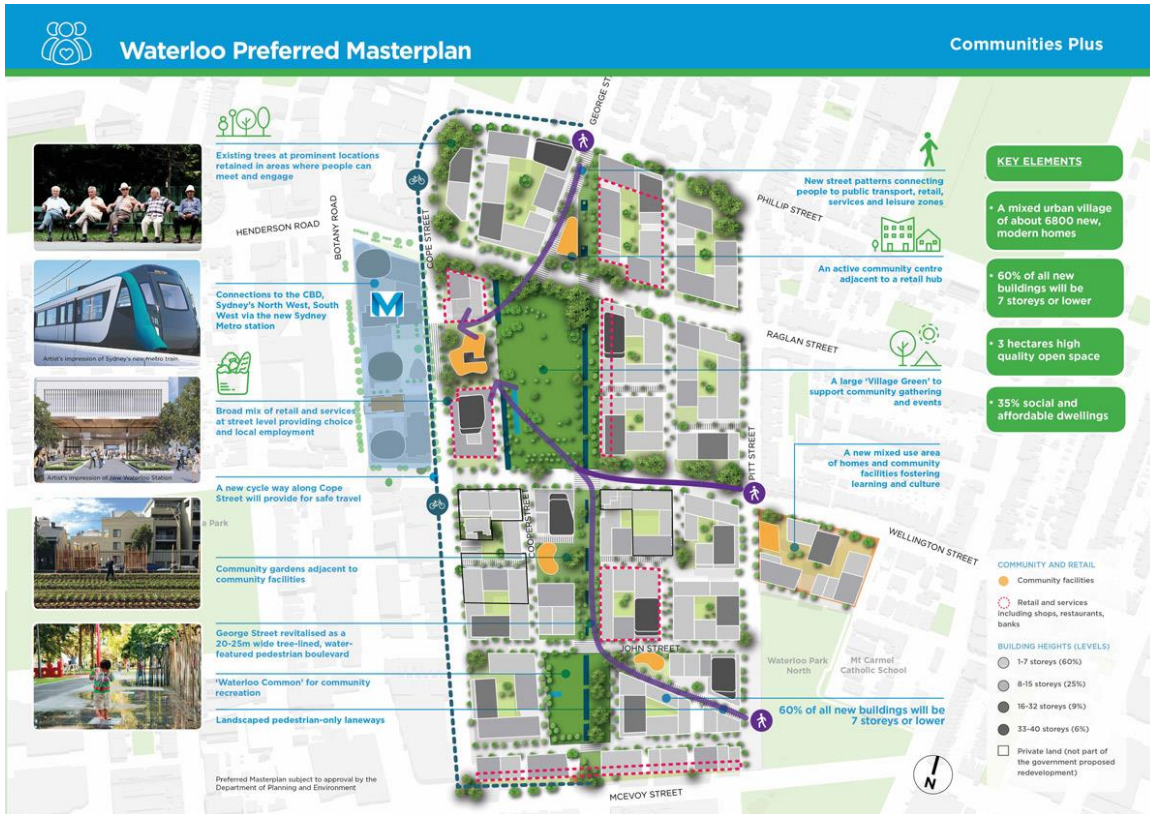 Waterloo Preferred Masterplan
Communities Plus
Existing trees at prominent locations
retained in areas where people can
meet and engage
HENDERSON ROAD
BOTANY ROAD
COPE STREET
GEORGE ST
Connections to the CBD,
Sydney's North West, South
West via the new Sydney
Metro station
M
Artist's impression of Sydney's new metro train
Broad mix of retail and services
at street level providing choice
and local employment
Artist's impression of new Waterloo Station
A new cycle way along Cope
Street will provide for safe travel
a Park
Community gardens adjacent to
community facilities
George Street revitalised as a
20-25m wide tree-lined, water-
featured pedestrian boulevard
'Waterloo Common' for community
recreation
Landscaped pedestrian-only laneways
Preferred Masterplan subject to approval by the
Department of Planning and Environment
COOPER STREET
JOHN STREET
MCEVOY STREET
New street patterns connecting
people to public transport, retail,
services and leisure zones
PHILLIP STREET
An active community centre
adjacent to a retail hub
RAGLAN STREET
A large 'Village Green' to
support community gathering
and events
PITT STREET
A new mixed use area
of homes and community
facilities fostering
learning and culture
WELLINGTON STREET
Waterloo Park
North
Mt Carmel
Catholic School
60% of all new buildings will be
7 storeys or lower
KEY ELEMENTS
• A mixed urban village
of about 6800 new,
modern homes
• 60% of all new
buildings will be
7 storeys or lower
• 3 hectares high
quality open space
• 35% social and
affordable dwellings
COMMUNITY AND RETAIL
Community facilities
Retail and services
including shops, restaurants,
banks
BUILDING HEIGHTS (LEVELS)
1-7 storeys (60%)
8-15 storeys (25%)
16-32 storeys (9%)
33-40 storeys (6%)
Private land (not part of
the government proposed
redevelopment)
N